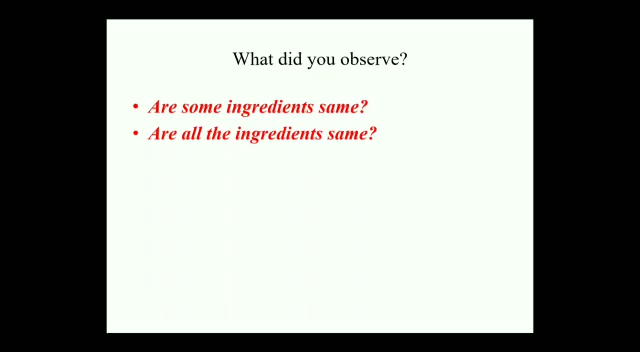 What did you observe?
• Are some ingredients same?
• Are all the ingredients same?